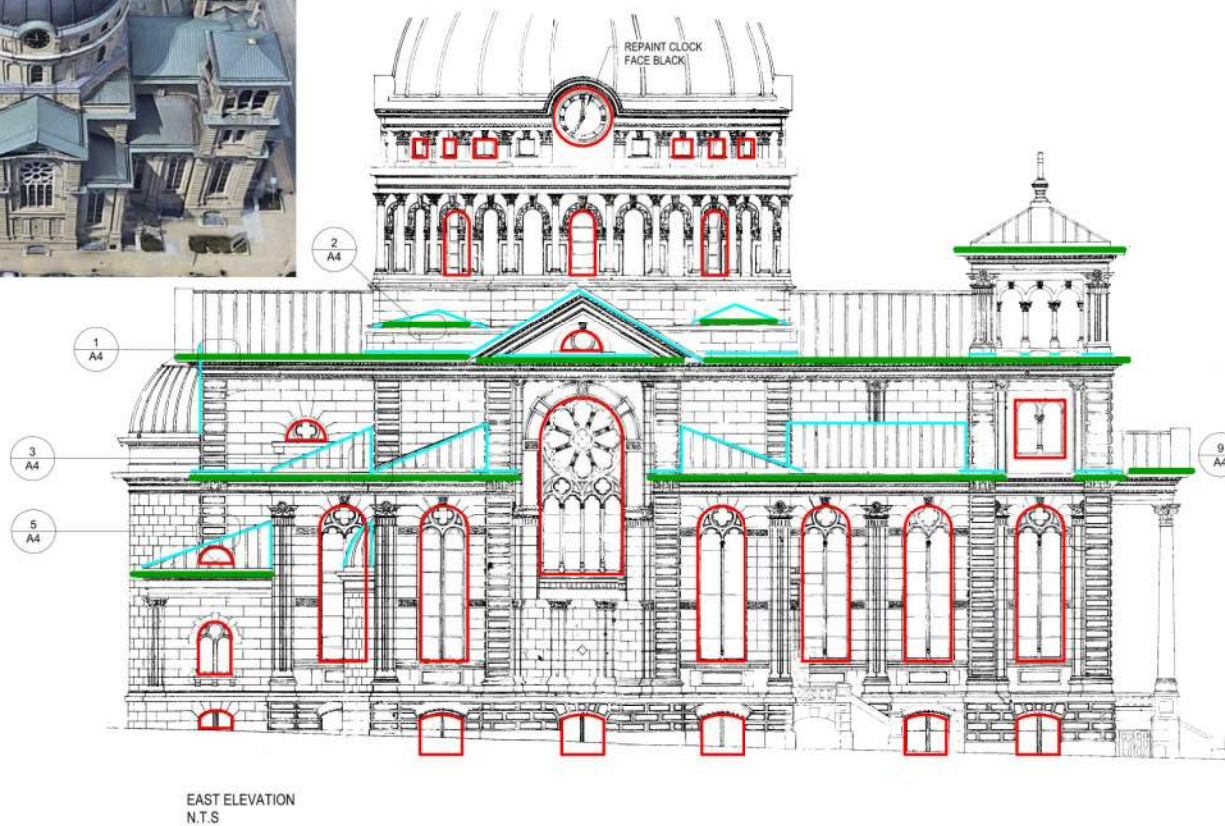 REPAINT CLOCK
FACE BLACK
2
A4
1
A4
3
A4
9
A4
5
A4
EAST ELEVATION
N.T.S